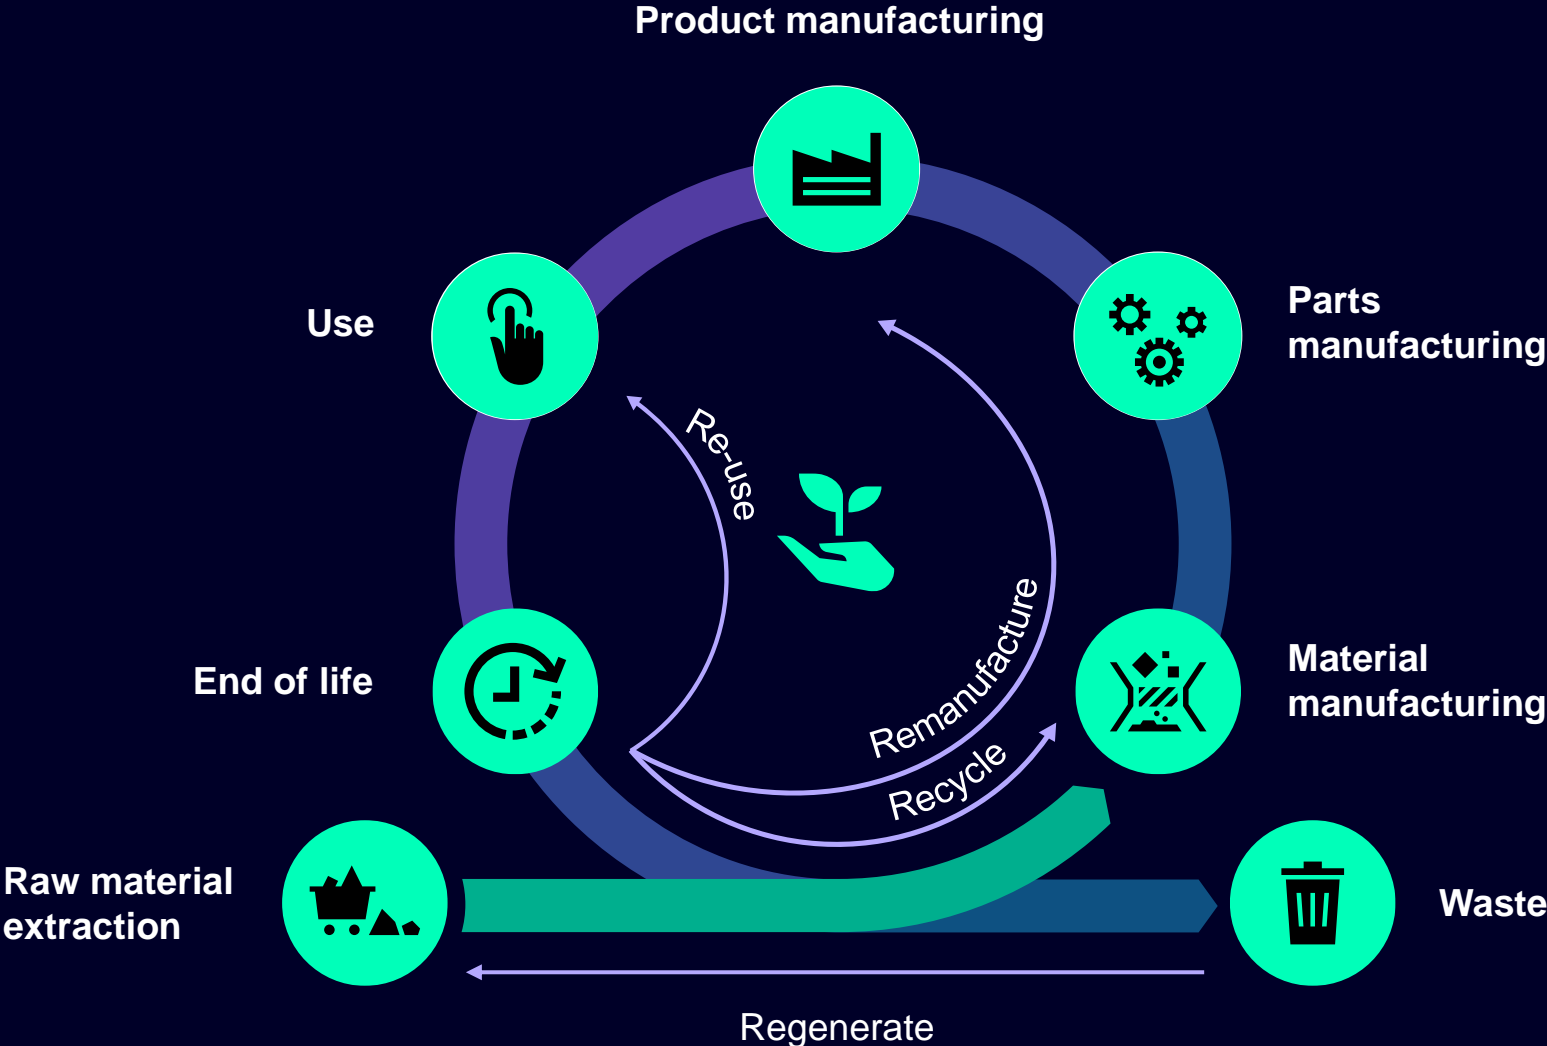 Product manufacturing
Use
Parts
manufacturing
Re-use
End of life
Material
manufacturing
Remanufacture
Recycle
Raw material
extraction
Waste
Regenerate